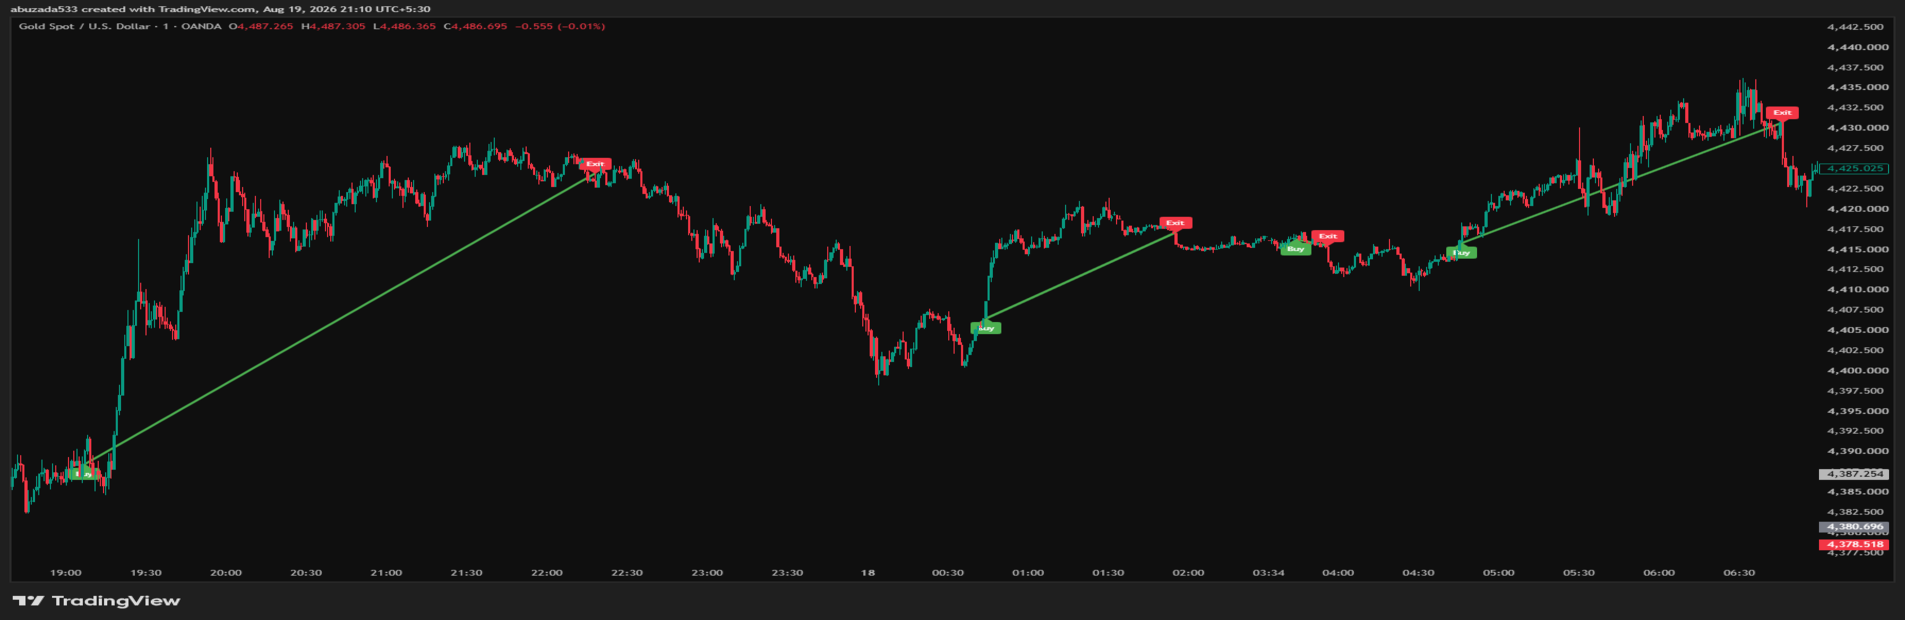 abuzada533 created with TradingView.com, Aug 19, 2026 21:10 UTC+5:30
Gold Spot / U.S. Dollar · 1 · OANDA O4,487.265 H4,487.305 L4,486.365 C4,486.695 −0.555 (−0.01%)
4,442.500
4,440.000
4,437.500
4,435.000
4,432.500
4,430.000
4,427.500
4,425.025
4,422.500
4,420.000
4,417.500
4,415.000
4,412.500
4,410.000
4,407.500
4,405.000
4,402.500
4,400.000
4,397.500
4,395.000
4,392.500
4,390.000
4,387.254
4,385.000
4,382.500
4,380.696
4,378.518
4,377.500
Exit
Exit
Exit
Exit
Buy
Buy
19:00 19:30 20:00 20:30 21:00 21:30 22:00 22:30 23:00 23:30 18 00:30 01:00 01:30 02:00 03:34 04:00 04:30 05:00 05:30 06:00 06:30
TradingView